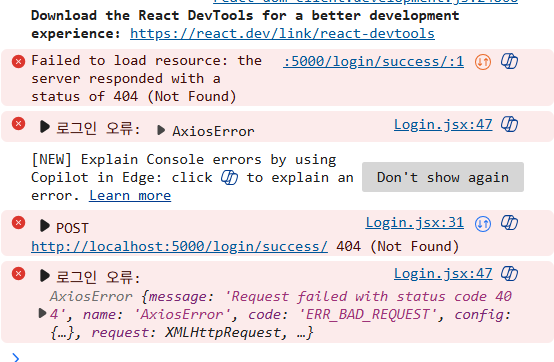 Download the React DevTools for a better development
experience: https://react.dev/link/react-devtools
Failed to load resource: the :5000/login/success/:1
server responded with a
status of 404 (Not Found)
로그인 오류: AxiosError Login.jsx:47
[NEW] Explain Console errors by using
Copilot in Edge: click to explain an
error. Learn more
Don't show again
POST Login.jsx:31
http://localhost:5000/login/success/ 404 (Not Found)
로그인 오류: Login.jsx:47
AxiosError {message: 'Request failed with status code 40
4', name: 'AxiosError', code: 'ERR_BAD_REQUEST', config:
{…}, request: XMLHttpRequest, …}